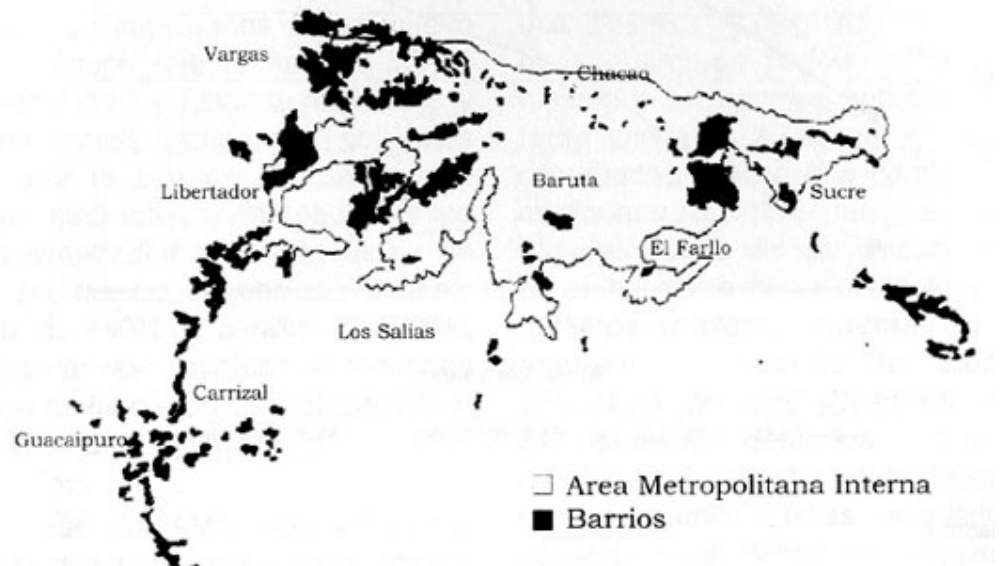 Vargas
Chacao
Libertador
Baruta
Sucre
El Farllo
Los Salias
Carrizal
Guacaipuro
Area Metropolitana Interna
Barrios